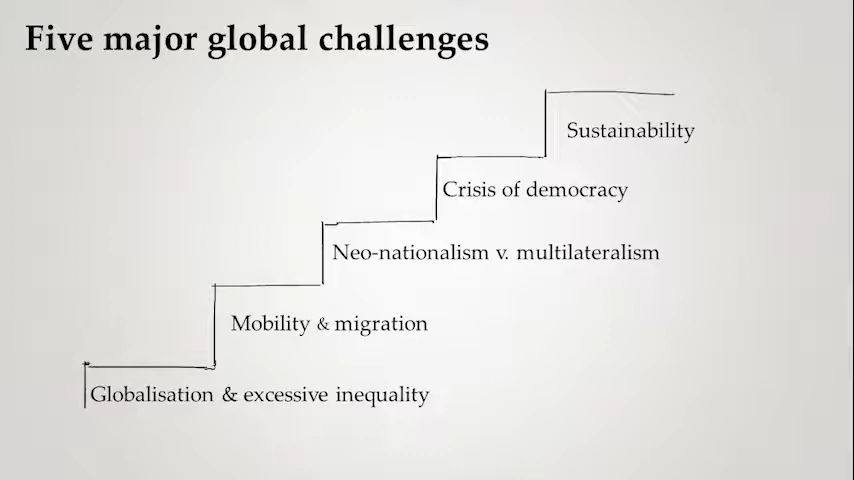 Five major global challenges
Sustainability
Crisis of democracy
Neo-nationalism v. multilateralism
Mobility & migration
Globalisation & excessive inequality